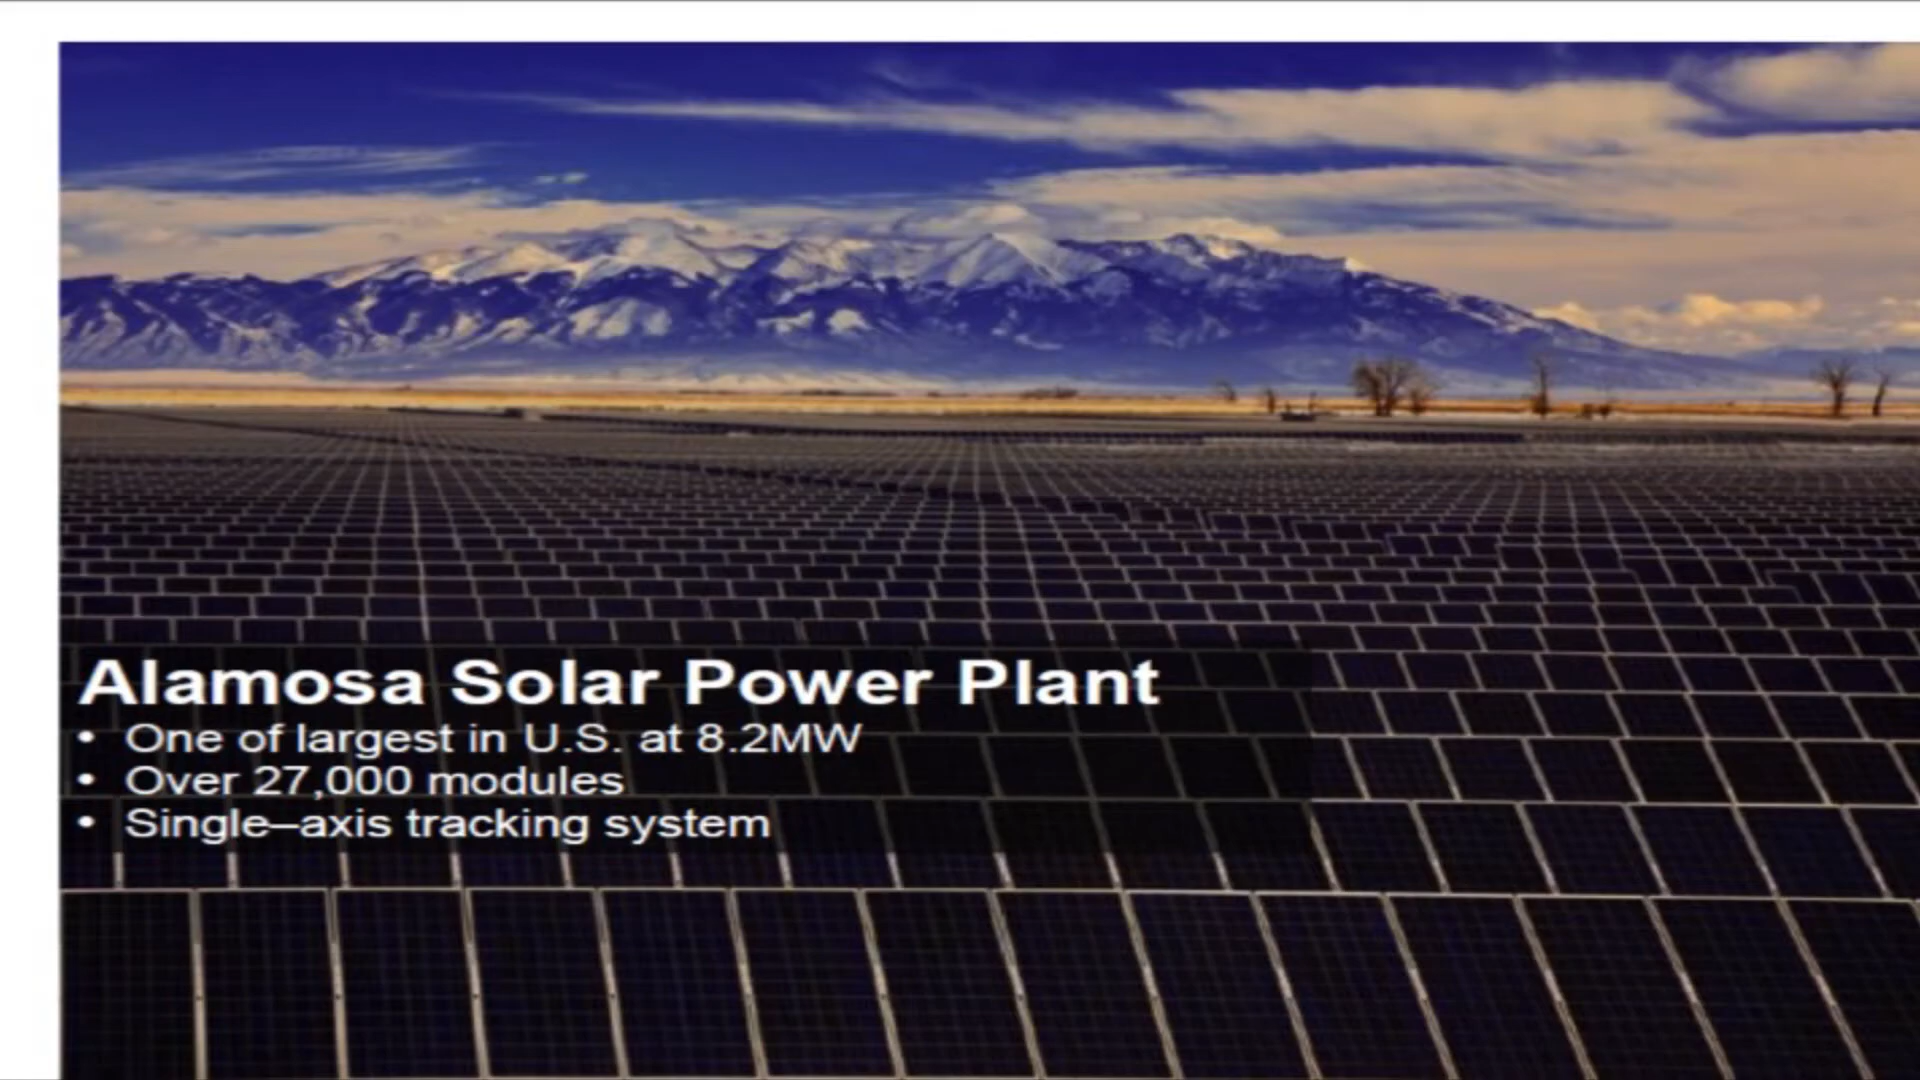 Alamosa Solar Power Plant
• One of largest in U.S. at 8.2MW
• Over 27,000 modules
• Single–axis tracking system